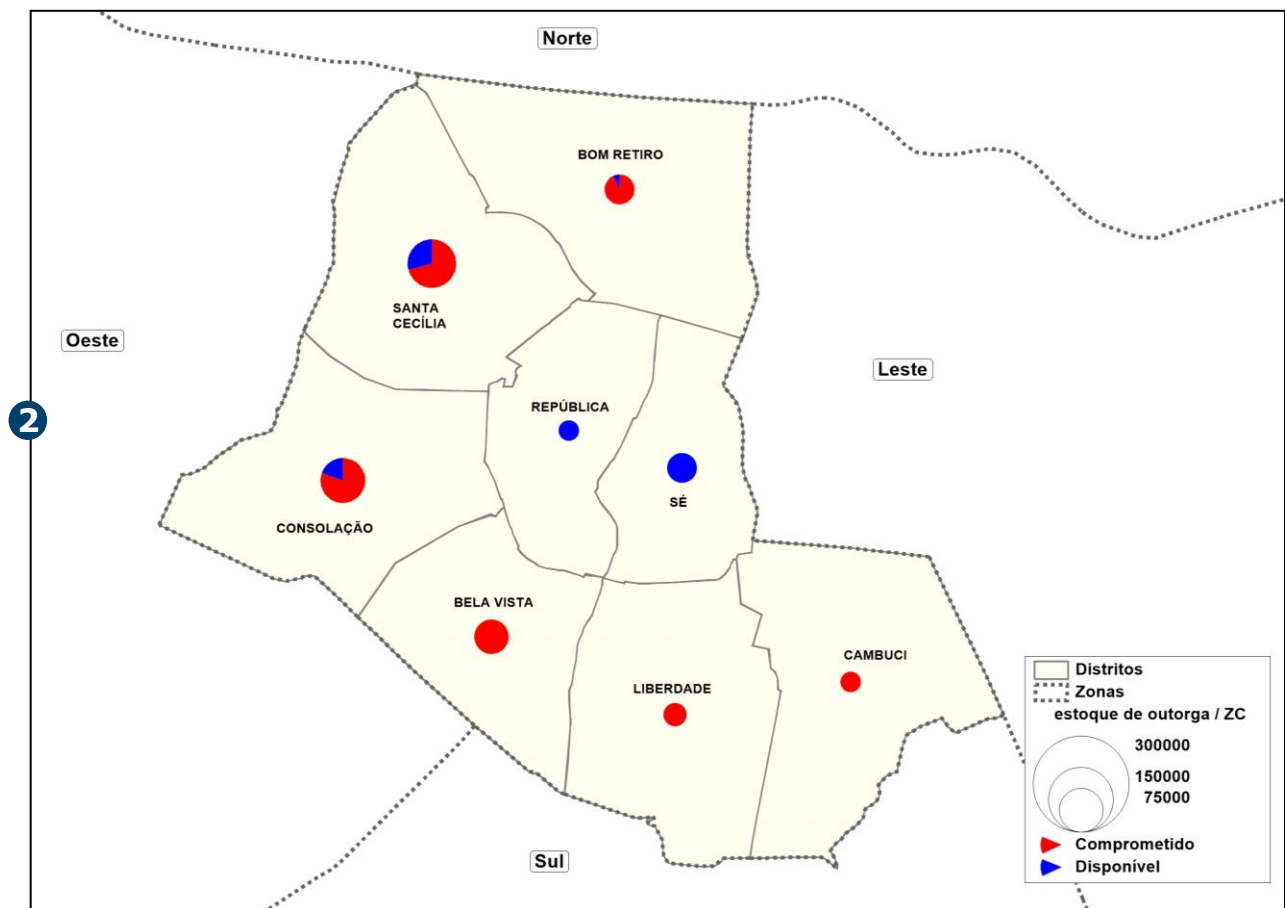 Norte
BOM RETIRO
SANTA
CECÍLIA
Oeste
Leste
REPÚBLICA
2
SÉ
CONSOLAÇÃO
BELA VISTA
CAMBUCI
LIBERDADE
Distritos
Zonas
estoque de outorga / ZC
300000
150000
75000
Comprometido
Disponível
Sul